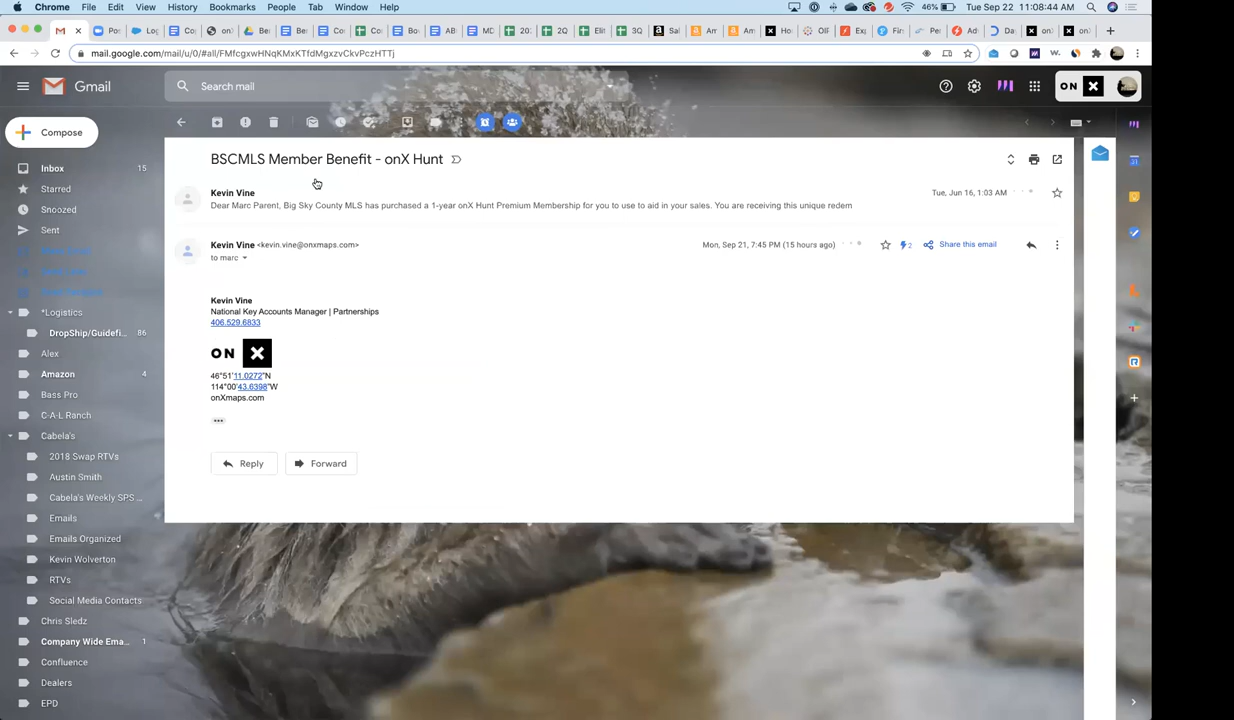 Chrome File Edit View History Bookmarks People Tab Window Help 46% Tue Sep 22 11:08:44 AM
mail.google.com/mail/u/0/#all/FMfcgxwHNqKMxKTfdMgxzvCkvPczHTTj
Gmail
Search mail
ON X
Compose
BSCMLS Member Benefit - onX Hunt
Inbox 15
Starred
Snoozed
Sent
Kevin Vine
Tue, Jun 16, 1:03 AM
Dear Marc Parent, Big Sky County MLS has purchased a 1-year onX Hunt Premium Membership for you to use to aid in your sales. You are receiving this unique redem
Kevin Vine <kevin.vine@onxmaps.com>
Mon, Sep 21, 7:45 PM (15 hours ago)
2
Share this email
to marc
Kevin Vine
National Key Accounts Manager | Partnerships
406.529.6833
ON X
46°51'11.0272"N
114°00'43.6398"W
onXmaps.com
Reply
Forward
*Logistics
DropShip/Guidefi... 86
Alex
Amazon 4
Bass Pro
C-A-L Ranch
Cabela's
2018 Swap RTVs
Austin Smith
Cabela's Weekly SPS ...
Emails
Emails Organized
Kevin Wolverton
RTVs
Social Media Contacts
Chris Sledz
Company Wide Ema... 1
Confluence
Dealers
EPD